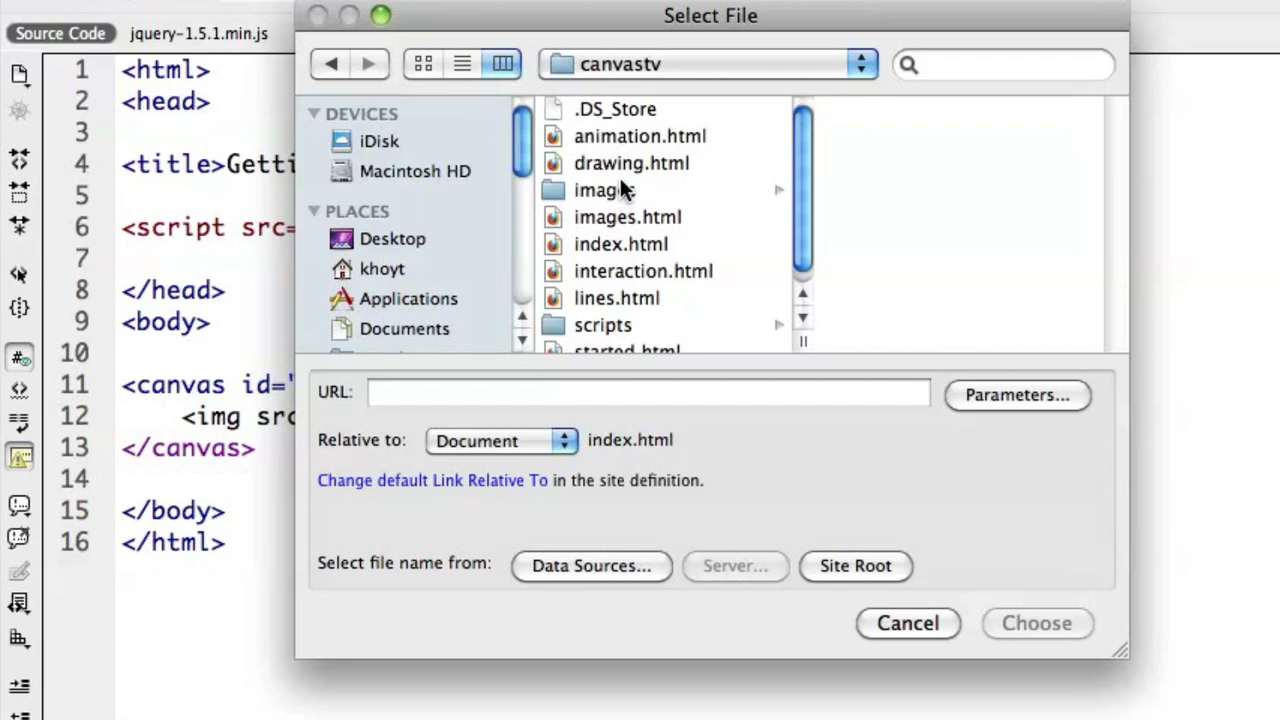 Select File
Source Code jquery-1.5.1.min.js
canvastv
1 <html>
2 <head>
3
4 <title>Getti
5
6 <script src=
7
8 </head>
9 <body>
10
11 <canvas id="
12 <img src
13 </canvas>
14
15 </body>
16 </html>
DEVICES
iDisk
Macintosh HD
PLACES
Desktop
khoyt
Applications
Documents
.DS_Store
animation.html
drawing.html
images
images.html
index.html
interaction.html
lines.html
scripts
started.html
URL:
Parameters...
Relative to: Document index.html
Change default Link Relative To in the site definition.
Select file name from: Data Sources... Server... Site Root
Cancel Choose